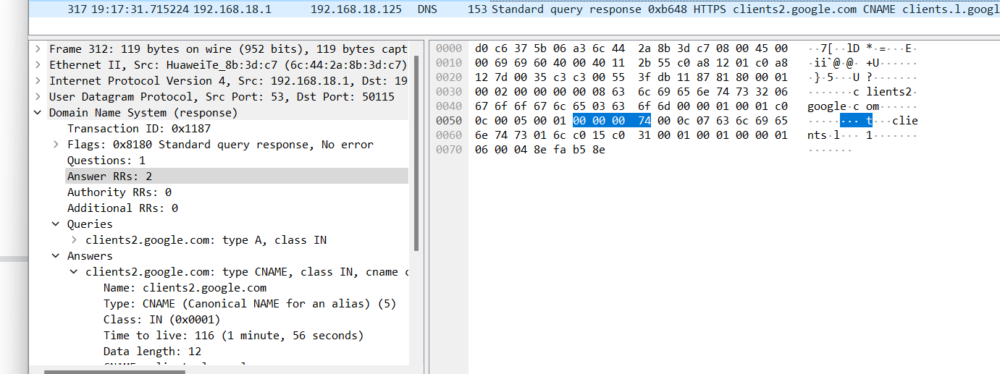 317 19:17:31.715224 192.168.18.1 192.168.18.125 DNS 153 Standard query response 0xb648 HTTPS clients2.google.com CNAME clients.l.googl
Frame 312: 119 bytes on wire (952 bits), 119 bytes capt
Ethernet II, Src: HuaweiTe_8b:3d:c7 (6c:44:2a:8b:3d:c7)
Internet Protocol Version 4, Src: 192.168.18.1, Dst: 19
User Datagram Protocol, Src Port: 53, Dst Port: 50115
Domain Name System (response)
Transaction ID: 0x1187
Flags: 0x8180 Standard query response, No error
Questions: 1
Answer RRs: 2
Authority RRs: 0
Additional RRs: 0
Queries
clients2.google.com: type A, class IN
Answers
clients2.google.com: type CNAME, class IN, cname c
Name: clients2.google.com
Type: CNAME (Canonical NAME for an alias) (5)
Class: IN (0x0001)
Time to live: 116 (1 minute, 56 seconds)
Data length: 12
0000 d0 c6 37 5b 06 a3 6c 44 2a 8b 3d c7 08 00 45 00 ··7[··lD *·=···E·
0010 00 69 69 60 40 00 40 11 2b 55 c0 a8 12 01 c0 a8 ·ii`@·@· +U······
0020 12 7d 00 35 c3 c3 00 55 3f db 11 87 81 80 00 01 ·}·5···U ?·······
0030 00 02 00 00 00 00 08 63 6c 69 65 6e 74 73 32 06 ·······c lients2·
0040 67 6f 6f 67 6c 65 03 63 6f 6d 00 00 01 00 01 c0 google·c om······
0050 0c 00 05 00 01 00 00 00 74 00 0c 07 63 6c 69 65 ········ t···clie
0060 6e 74 73 01 6c c0 15 c0 31 00 01 00 01 00 00 01 nts·l··· 1·······
0070 06 00 04 8e fa b5 8e ·······